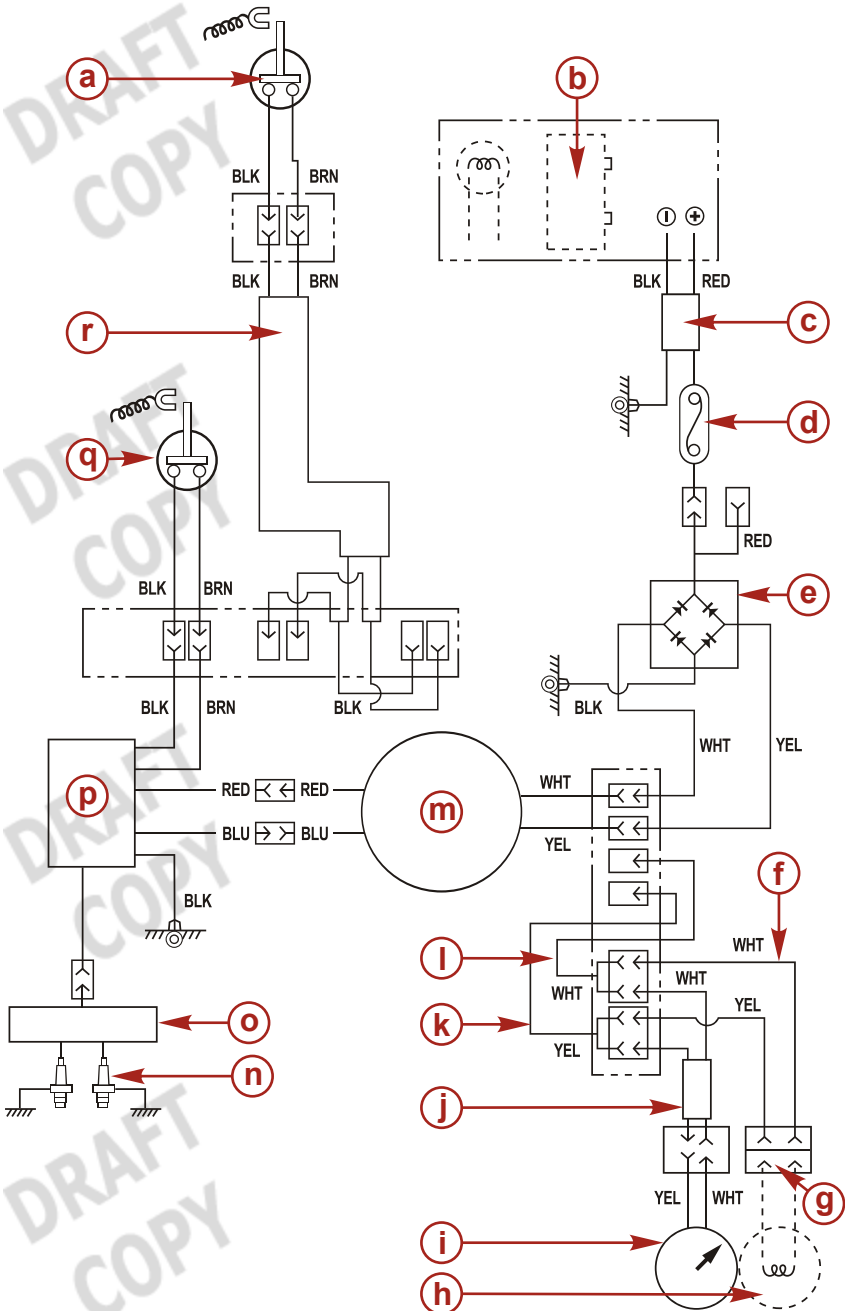 DRAFT
COPY
a
b
BLK
BRN
BLK
BRN
BLK
RED
r
c
DRAFT
COPY
d
q
RED
BLK
BRN
e
BLK
BRN
BLK
BLK
WHT
YEL
DRAFT
COPY
p
RED
RED
m
WHT
BLU
BLU
YEL
f
BLK
WHT
l
WHT
WHT
YEL
o
k
YEL
n
DRAFT
COPY
j
YEL
WHT
g
i
h